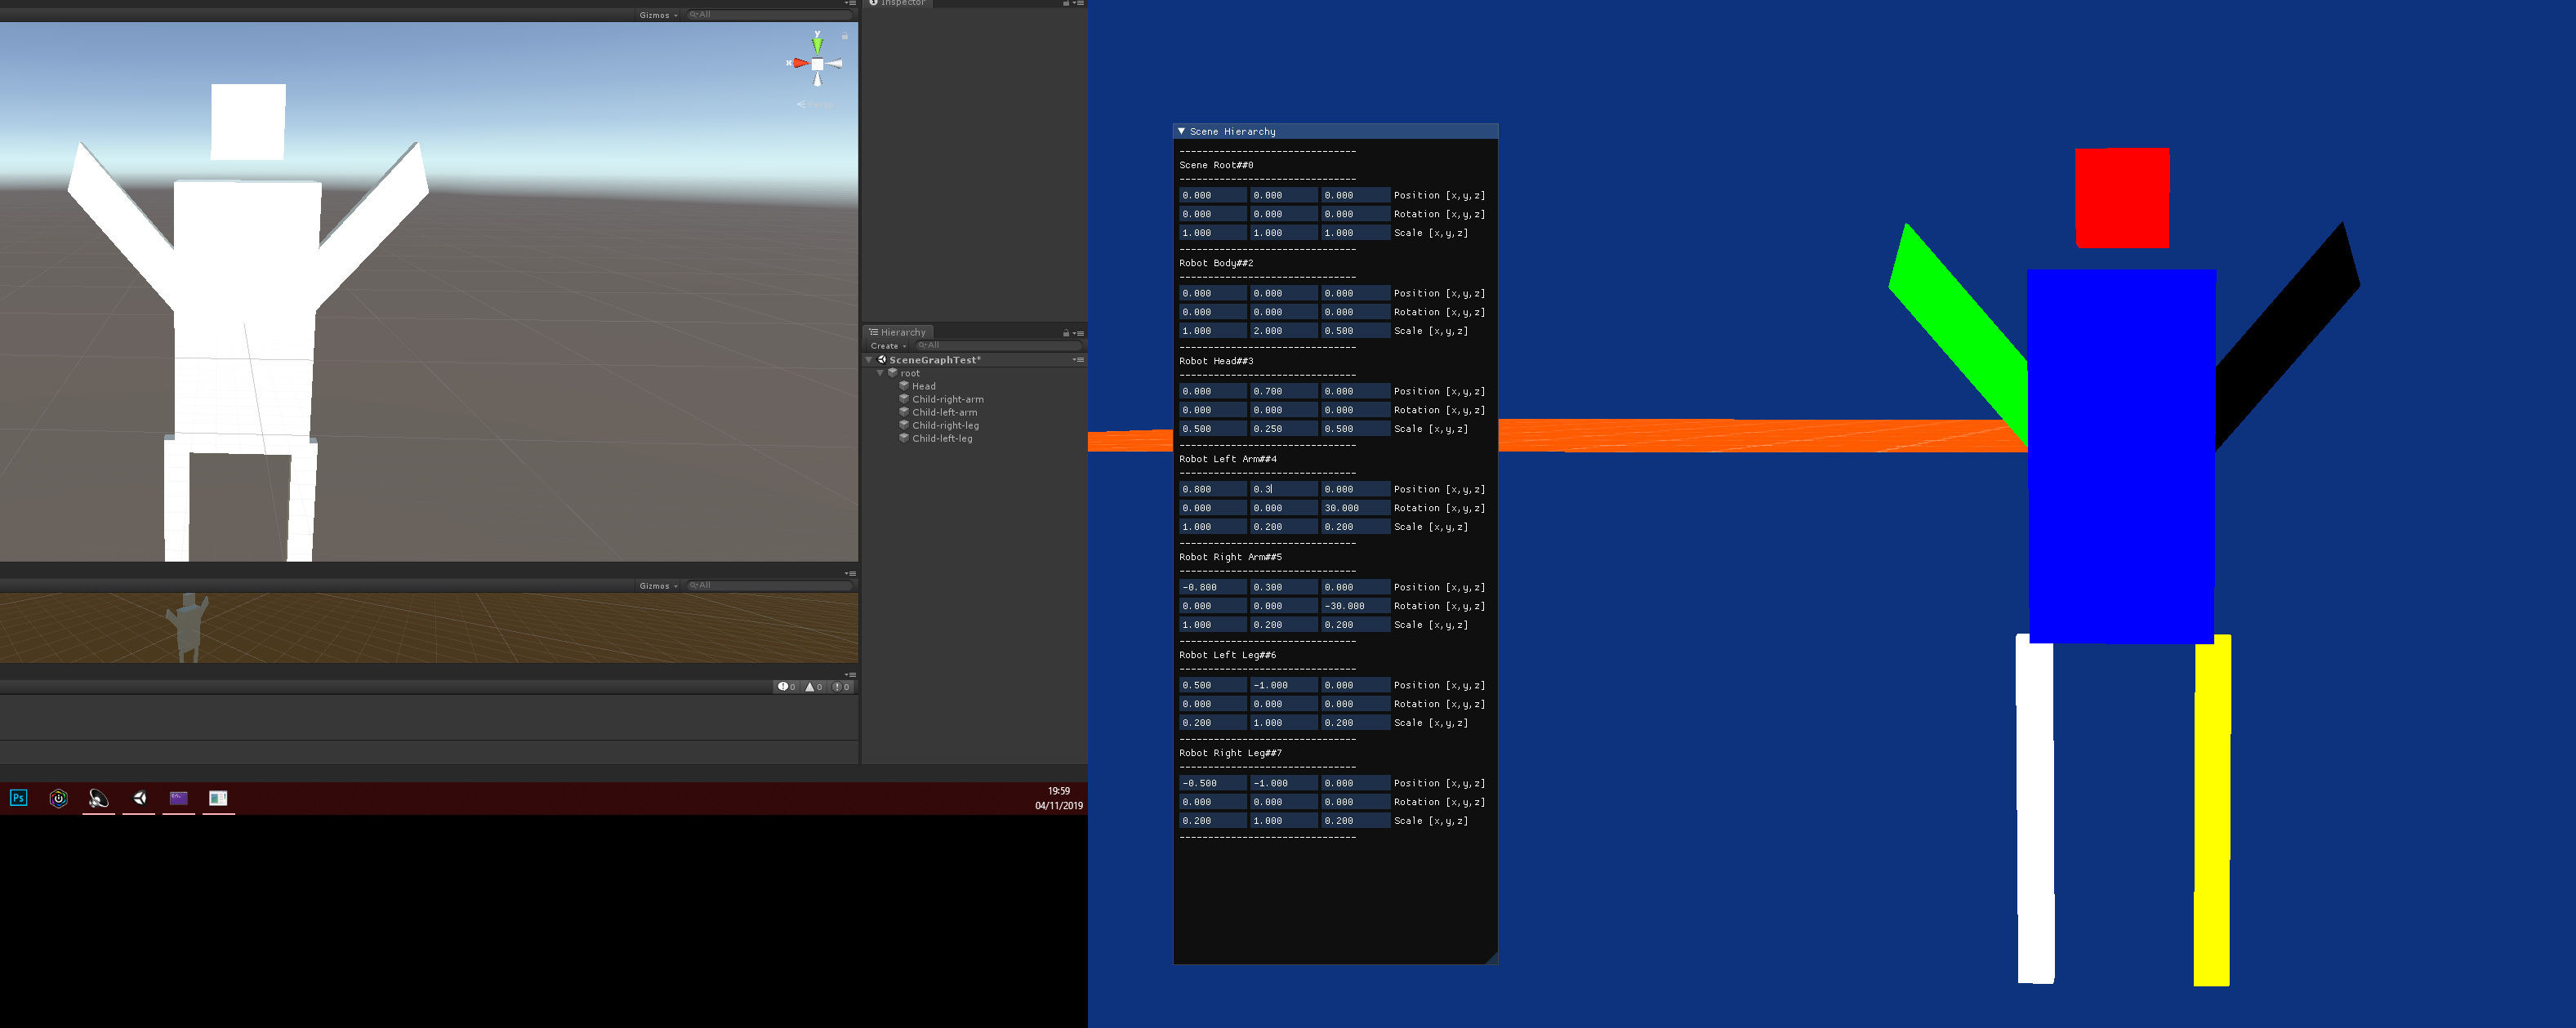 Inspector
Gizmos
All
y
x
Persp
Hierarchy
Create
All
SceneGraphTest*
root
Head
Child-right-arm
Child-left-arm
Child-right-leg
Child-left-leg
Gizmos
All
0 0 0
Ps
19:59
04/11/2019
Scene Hierarchy
------------------------------
Scene Root##0
------------------------------
0.000 0.000 0.000 Position [x,y,z]
0.000 0.000 0.000 Rotation [x,y,z]
1.000 1.000 1.000 Scale [x,y,z]
------------------------------
Robot Body##2
------------------------------
0.000 0.000 0.000 Position [x,y,z]
0.000 0.000 0.000 Rotation [x,y,z]
1.000 2.000 0.500 Scale [x,y,z]
------------------------------
Robot Head##3
------------------------------
0.000 0.700 0.000 Position [x,y,z]
0.000 0.000 0.000 Rotation [x,y,z]
0.500 0.250 0.500 Scale [x,y,z]
------------------------------
Robot Left Arm##4
------------------------------
0.800 0.3 0.000 Position [x,y,z]
0.000 0.000 30.000 Rotation [x,y,z]
1.000 0.200 0.200 Scale [x,y,z]
------------------------------
Robot Right Arm##5
------------------------------
-0.800 0.300 0.000 Position [x,y,z]
0.000 0.000 -30.000 Rotation [x,y,z]
1.000 0.200 0.200 Scale [x,y,z]
------------------------------
Robot Left Leg##6
------------------------------
0.500 -1.000 0.000 Position [x,y,z]
0.000 0.000 0.000 Rotation [x,y,z]
0.200 1.000 0.200 Scale [x,y,z]
------------------------------
Robot Right Leg##7
------------------------------
-0.500 -1.000 0.000 Position [x,y,z]
0.000 0.000 0.000 Rotation [x,y,z]
0.200 1.000 0.200 Scale [x,y,z]
------------------------------